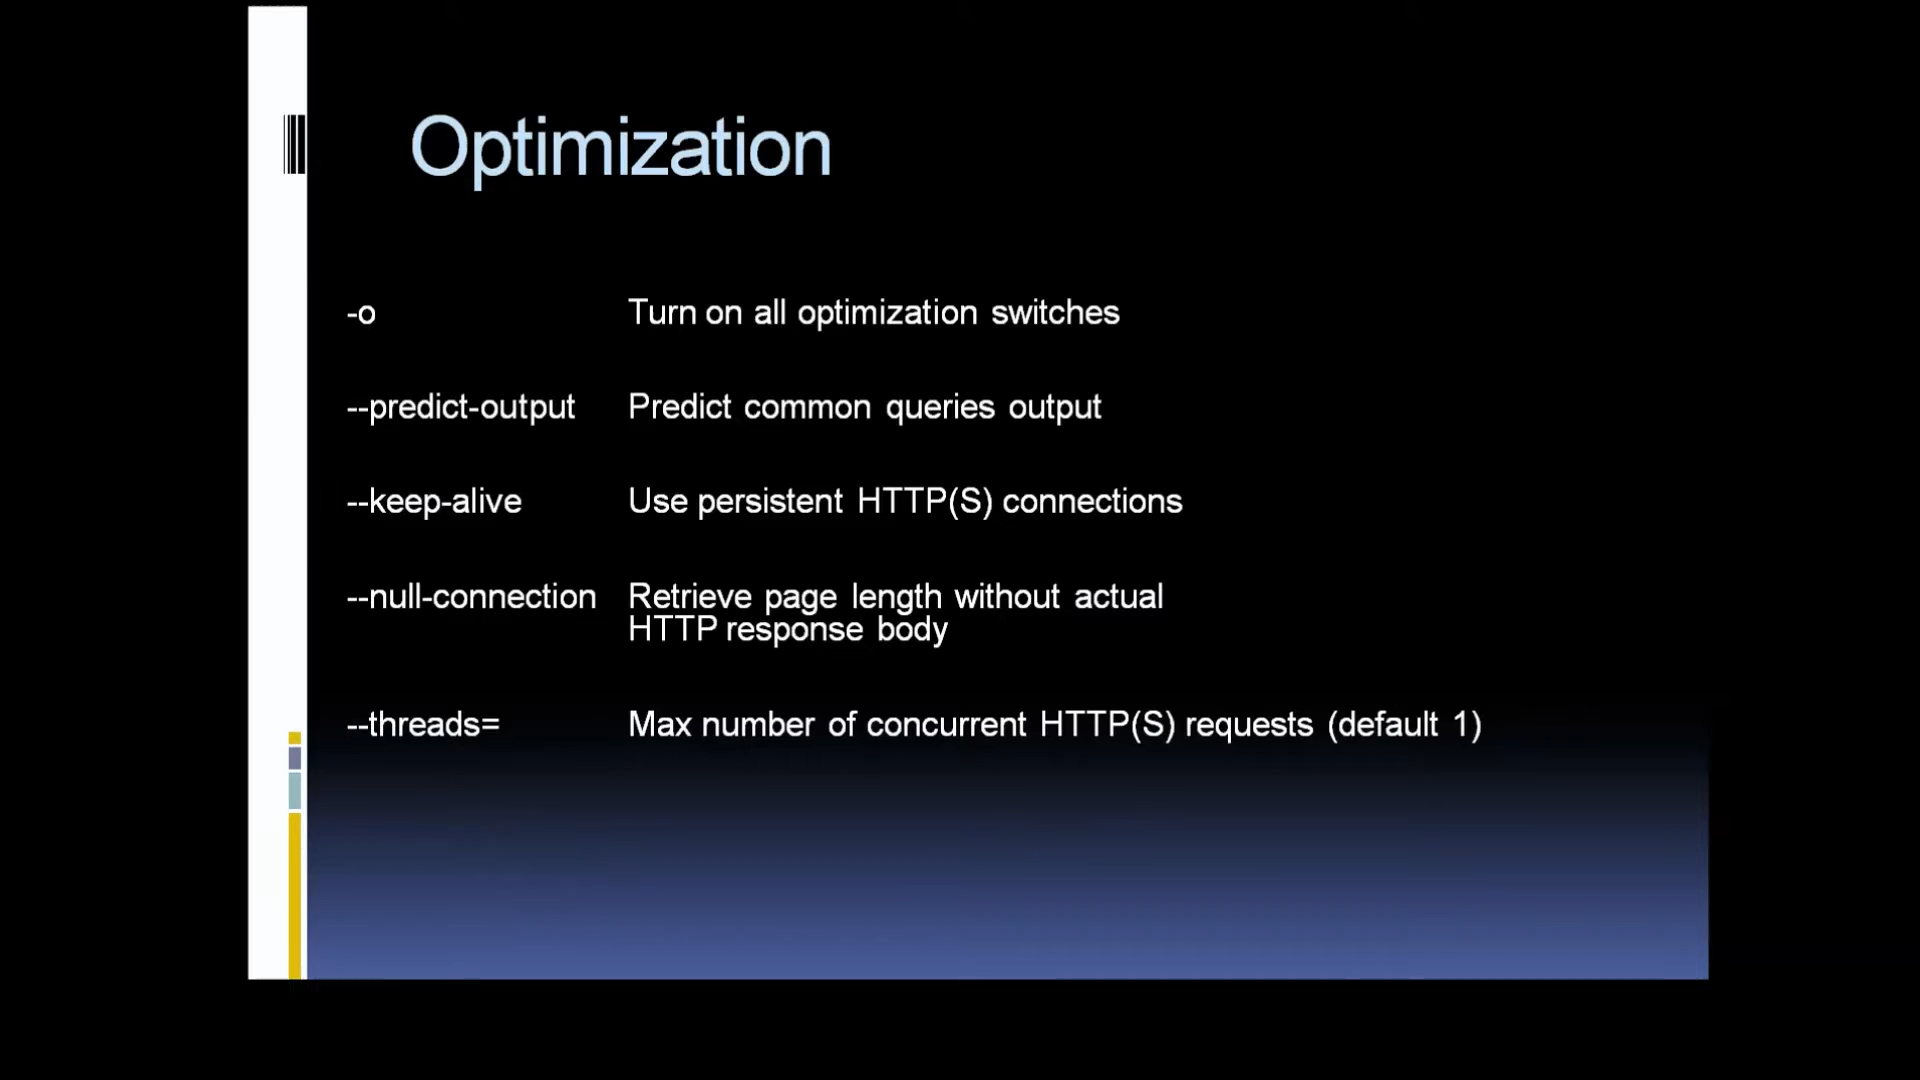 Optimization
-o Turn on all optimization switches
--predict-output Predict common queries output
--keep-alive Use persistent HTTP(S) connections
--null-connection Retrieve page length without actual
HTTP response body
--threads= Max number of concurrent HTTP(S) requests (default 1)